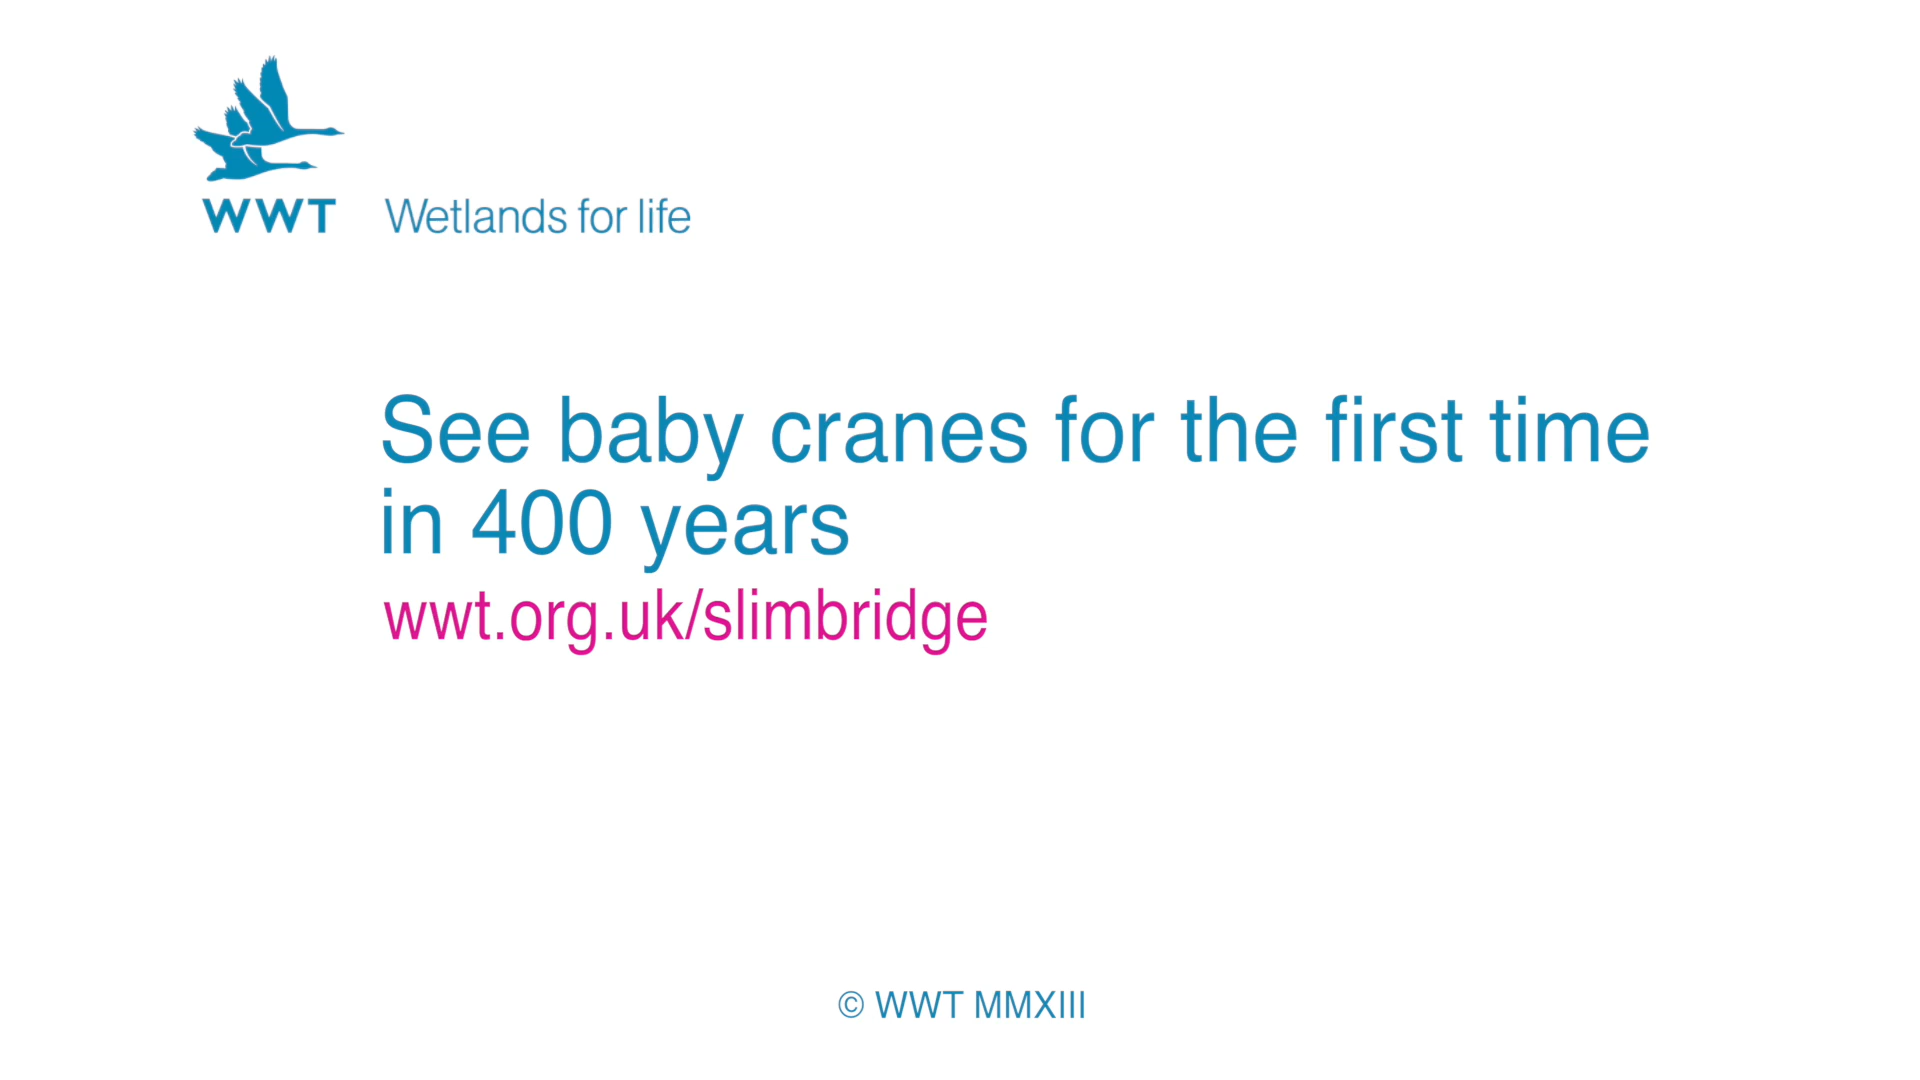 WWT Wetlands for life
See baby cranes for the first time
in 400 years
wwt.org.uk/slimbridge
© WWT MMXIII